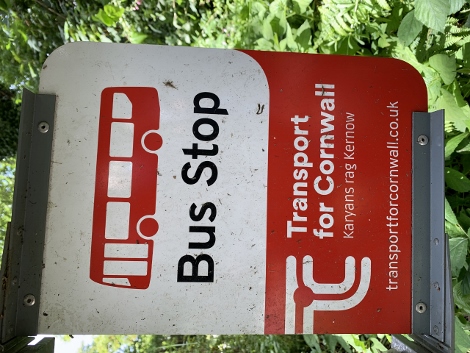 Bus Stop
Transport
for Cornwall
Karyans rag Kernow
transportforcornwall.co.uk